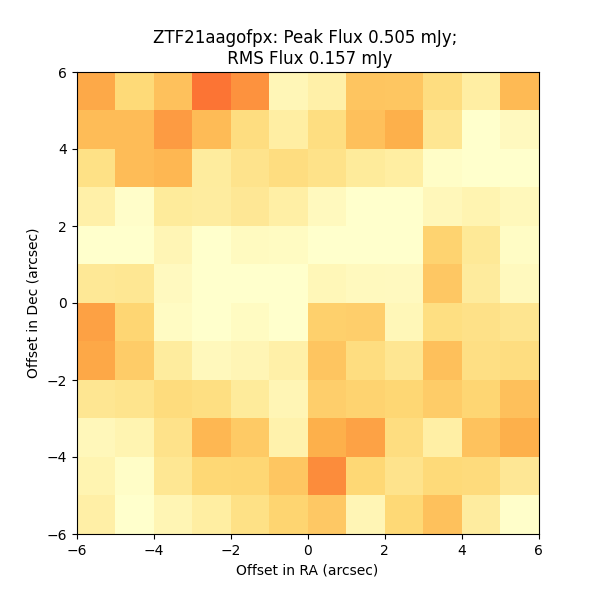 ZTF21aagofpx: Peak Flux 0.505 mJy;
RMS Flux 0.157 mJy
6
4
2
0
−2
−4
−6
Offset in Dec (arcsec)
−6 −4 −2 0 2 4 6
Offset in RA (arcsec)